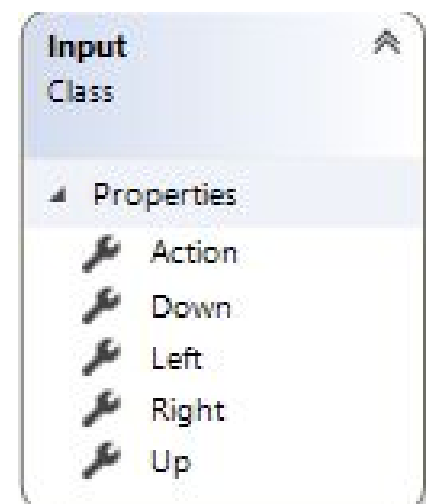 Input
Class
Properties
Action
Down
Left
Right
Up